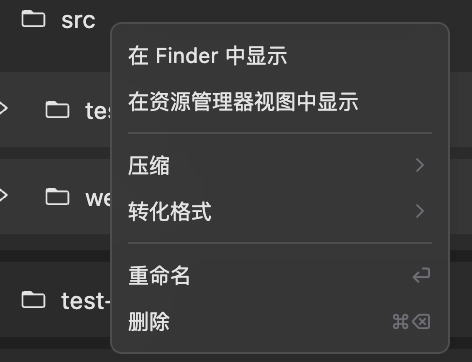 src
在 Finder 中显示
在资源管理器视图中显示
压缩
转化格式
重命名
删除 ⌘⌫
test-